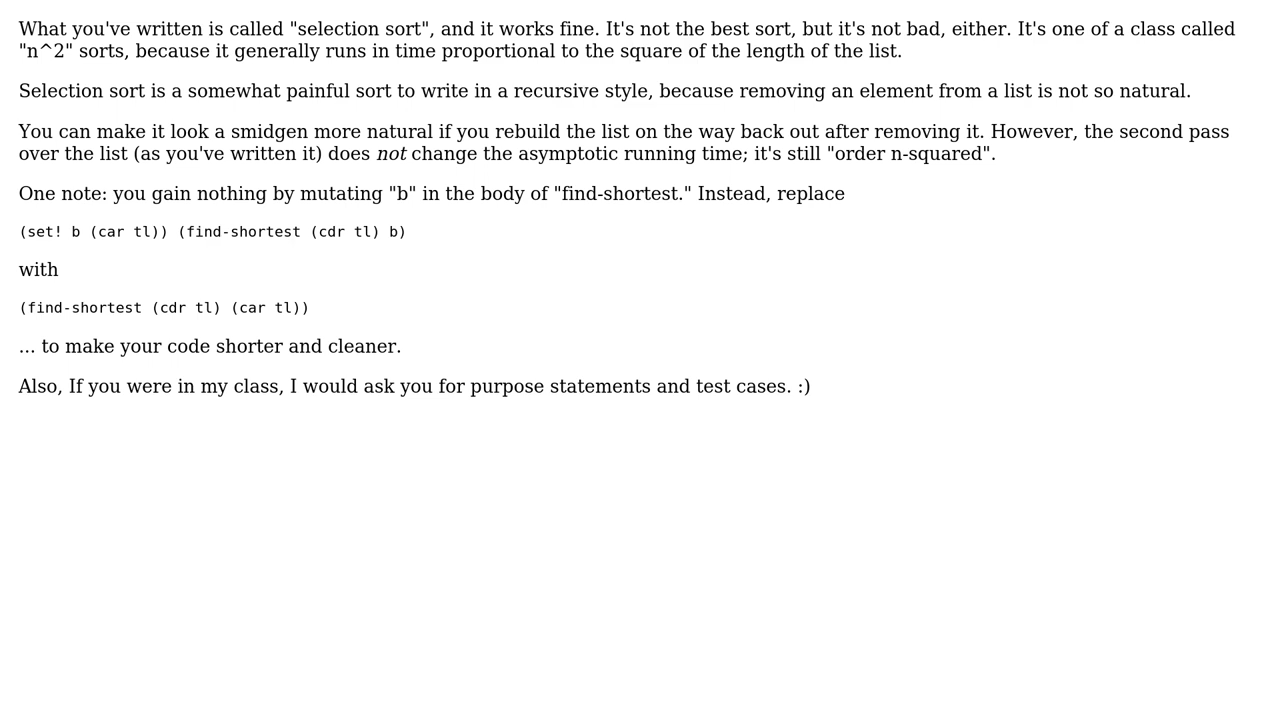 What you've written is called "selection sort", and it works fine. It's not the best sort, but it's not bad, either. It's one of a class called
"n^2" sorts, because it generally runs in time proportional to the square of the length of the list.
Selection sort is a somewhat painful sort to write in a recursive style, because removing an element from a list is not so natural.
You can make it look a smidgen more natural if you rebuild the list on the way back out after removing it. However, the second pass
over the list (as you've written it) does not change the asymptotic running time; it's still "order n-squared".
One note: you gain nothing by mutating "b" in the body of "find-shortest." Instead, replace
(set! b (car tl)) (find-shortest (cdr tl) b)
with
(find-shortest (cdr tl) (car tl))
... to make your code shorter and cleaner.
Also, If you were in my class, I would ask you for purpose statements and test cases. :)